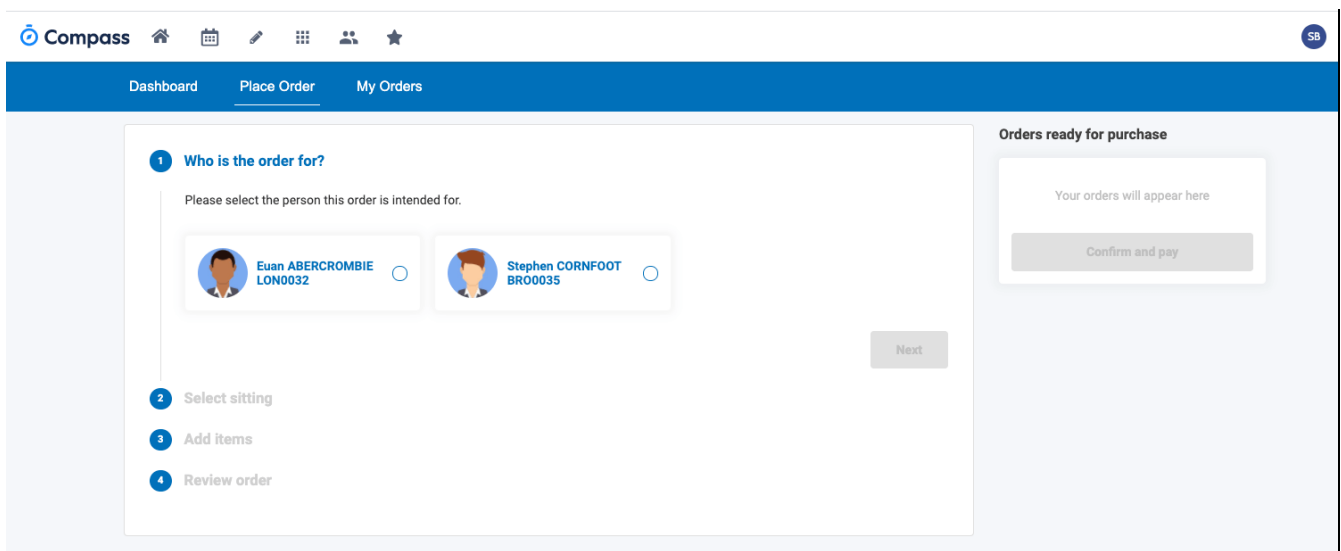 Compass
SB
Dashboard Place Order My Orders
1 Who is the order for?
Please select the person this order is intended for.
Euan ABERCROMBIE
LON0032
Stephen CORNFOOT
BRO0035
Next
2 Select sitting
3 Add items
4 Review order
Orders ready for purchase
Your orders will appear here
Confirm and pay